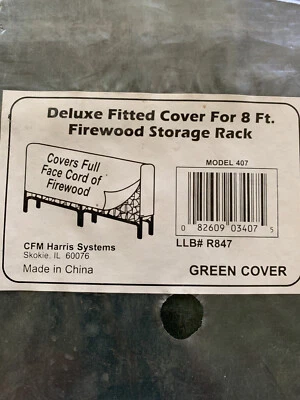 Deluxe Fitted Cover For 8 Ft.
Firewood Storage Rack
Covers Full
Face Cord of
Firewood
MODEL 407
0 82609 03407 5
LLB# R847
CFM Harris Systems
Skokie, IL 60076
Made in China
GREEN COVER